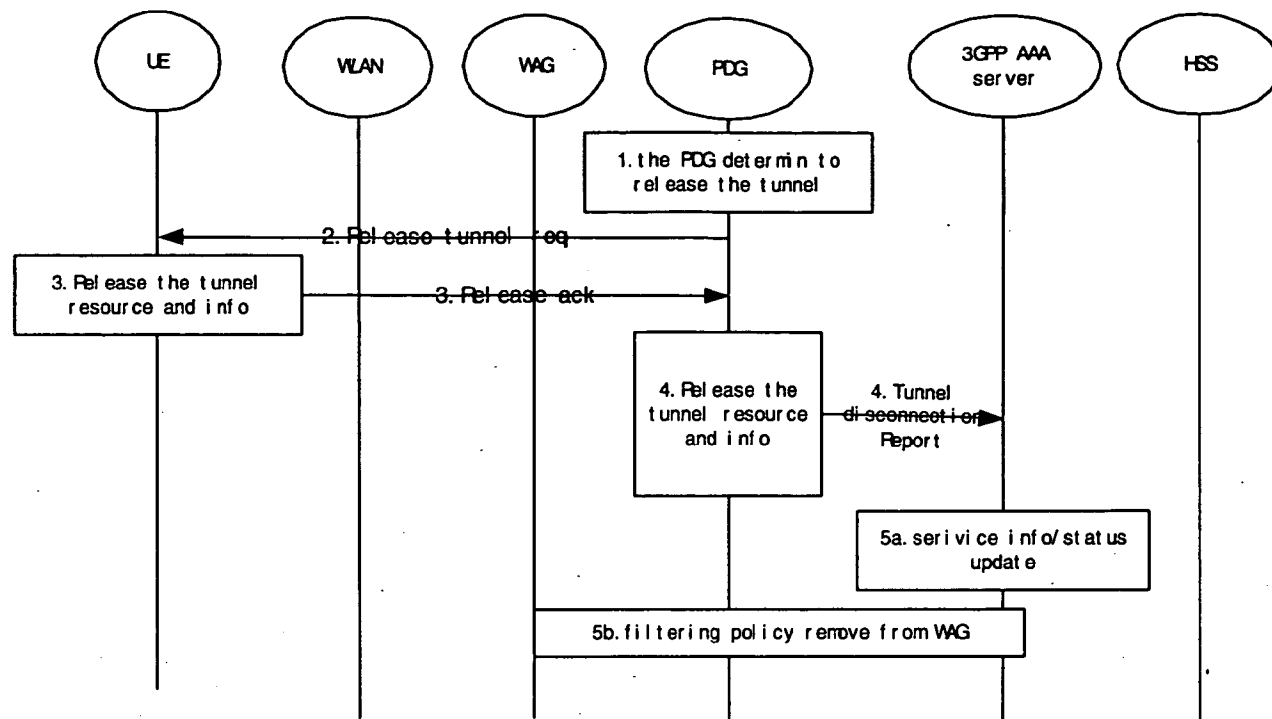 UE
WLAN
WAG
PDG
3GPP AAA
server
HSS
1. the PDG determin to
release the tunnel
2. Release tunnel req
3. Release the tunnel
resource and info
3. Release ack
4. Release the
tunnel resource
and info
4. Tunnel
disconnection
Report
5a. serivice info/status
update
5b. filtering policy remove from WAG